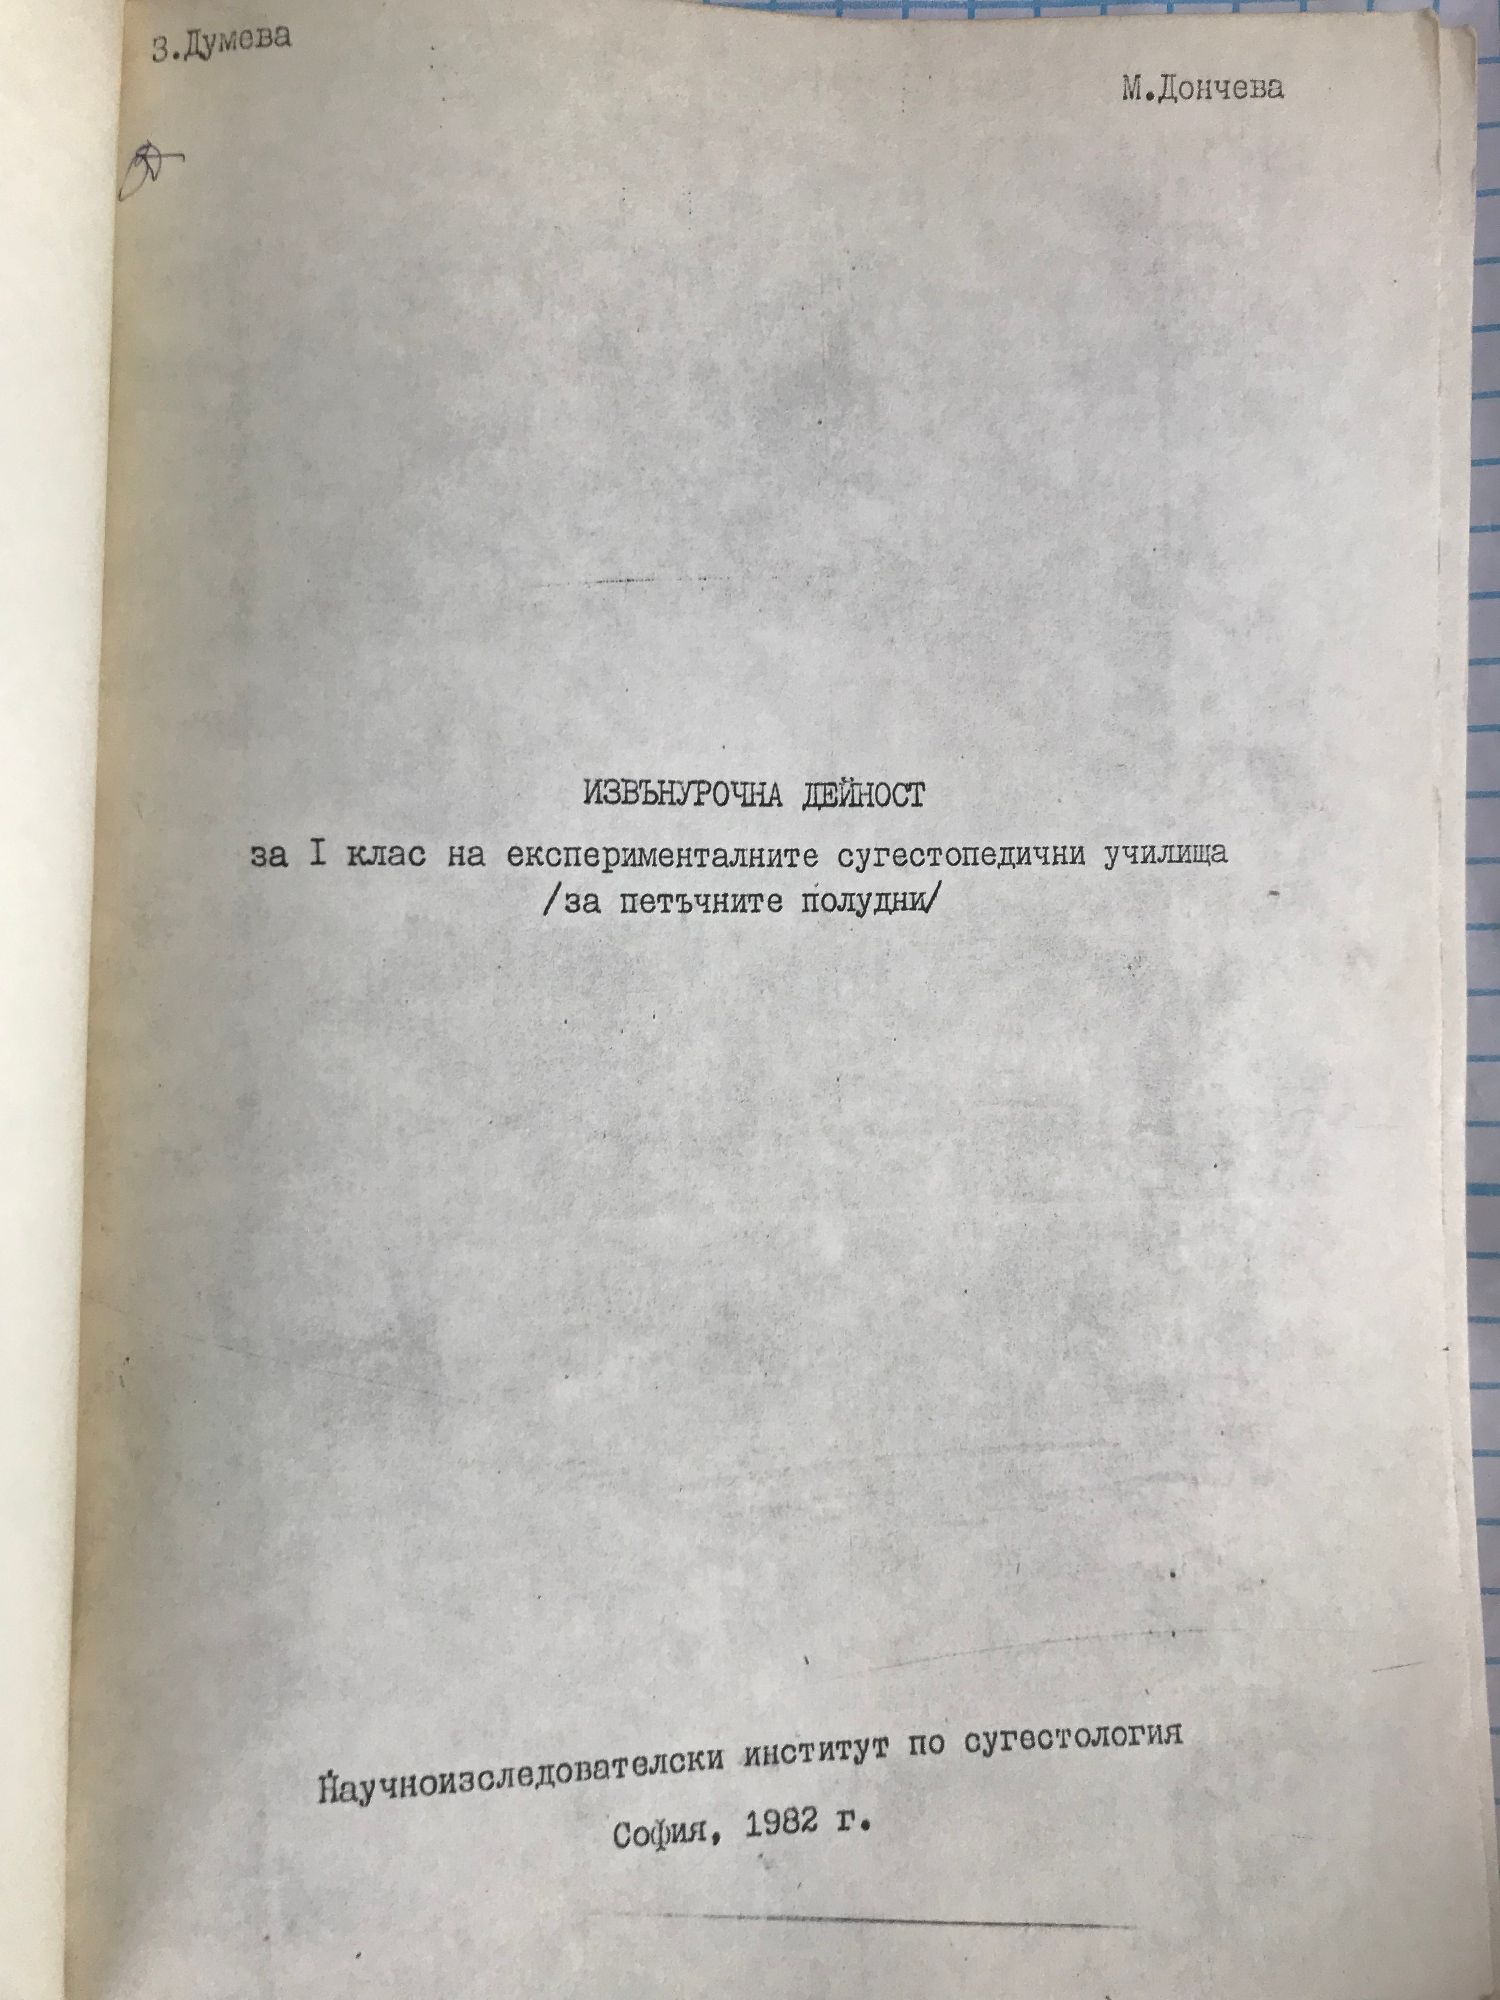 З.Думева
М.Дончева
ИЗВЪНУРОЧНА ДЕЙНОСТ
за I клас на експерименталните сугестопедични училища
/за петъчните полудни/
Научноизследователски институт по сугестология
София, 1982 г.